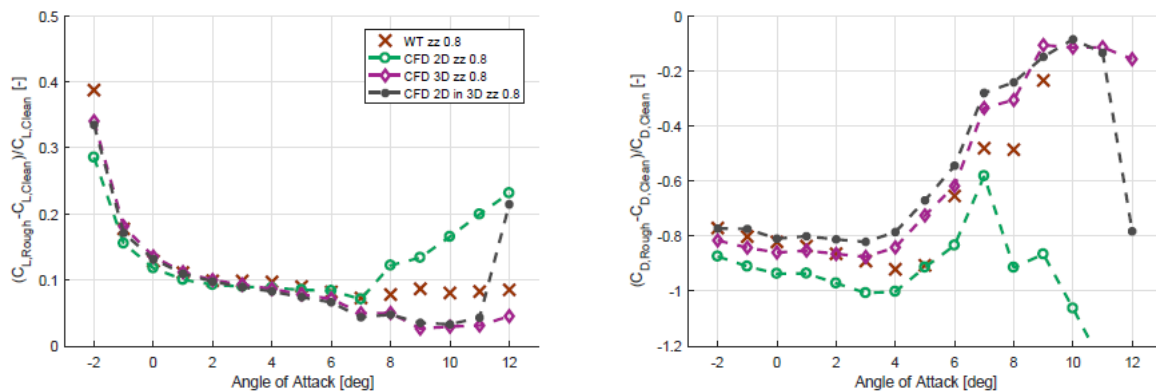 0.5
0.4
0.3
0.2
0.1
0
(C_L,Rough-C_L,Clean)/C_L,Clean [-]
WT zz 0.8
CFD 2D zz 0.8
CFD 3D zz 0.8
CFD 2D in 3D zz 0.8
-2 0 2 4 6 8 10 12
Angle of Attack [deg]
0
-0.2
-0.4
-0.6
-0.8
-1
-1.2
(C_D,Rough-C_D,Clean)/C_D,Clean [-]
-2 0 2 4 6 8 10 12
Angle of Attack [deg]